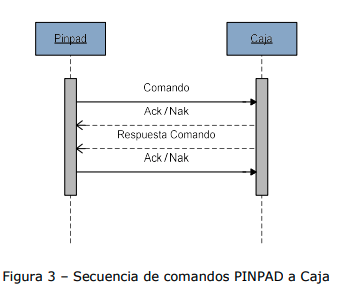 Pinpad
Caja
Comando
Ack / Nak
Respuesta Comando
Ack / Nak
Figura 3 – Secuencia de comandos PINPAD a Caja